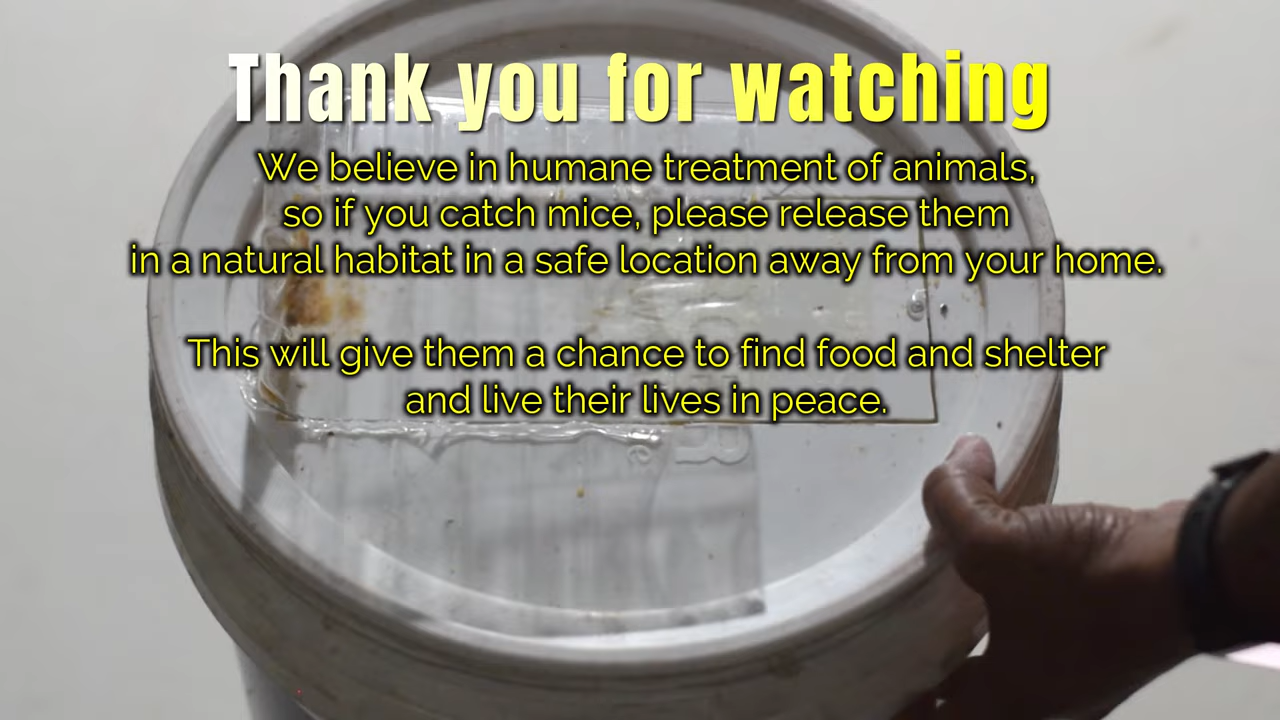 Thank you for watching
We believe in humane treatment of animals,
so if you catch mice, please release them
in a natural habitat in a safe location away from your home.
This will give them a chance to find food and shelter
and live their lives in peace.